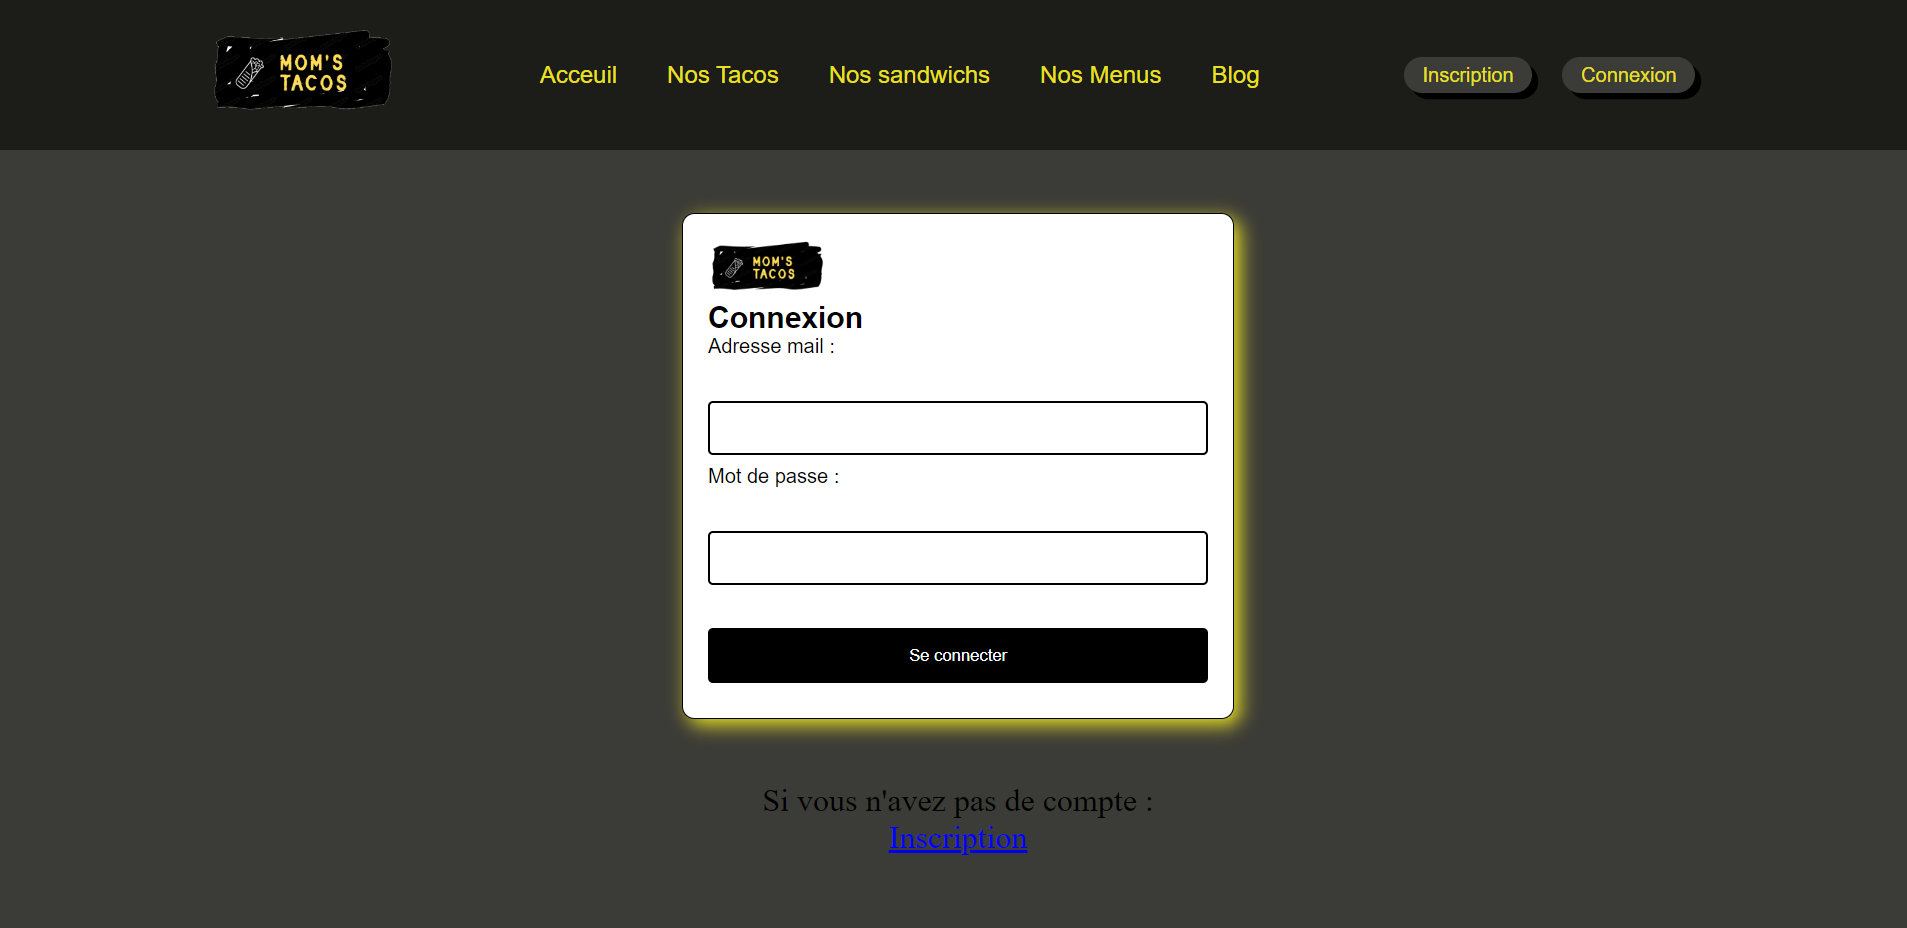 MOM'S
TACOS
Acceuil
Nos Tacos
Nos sandwichs
Nos Menus
Blog
Inscription
Connexion
MOM'S
TACOS
Connexion
Adresse mail :
Mot de passe :
Se connecter
Si vous n'avez pas de compte :
Inscription